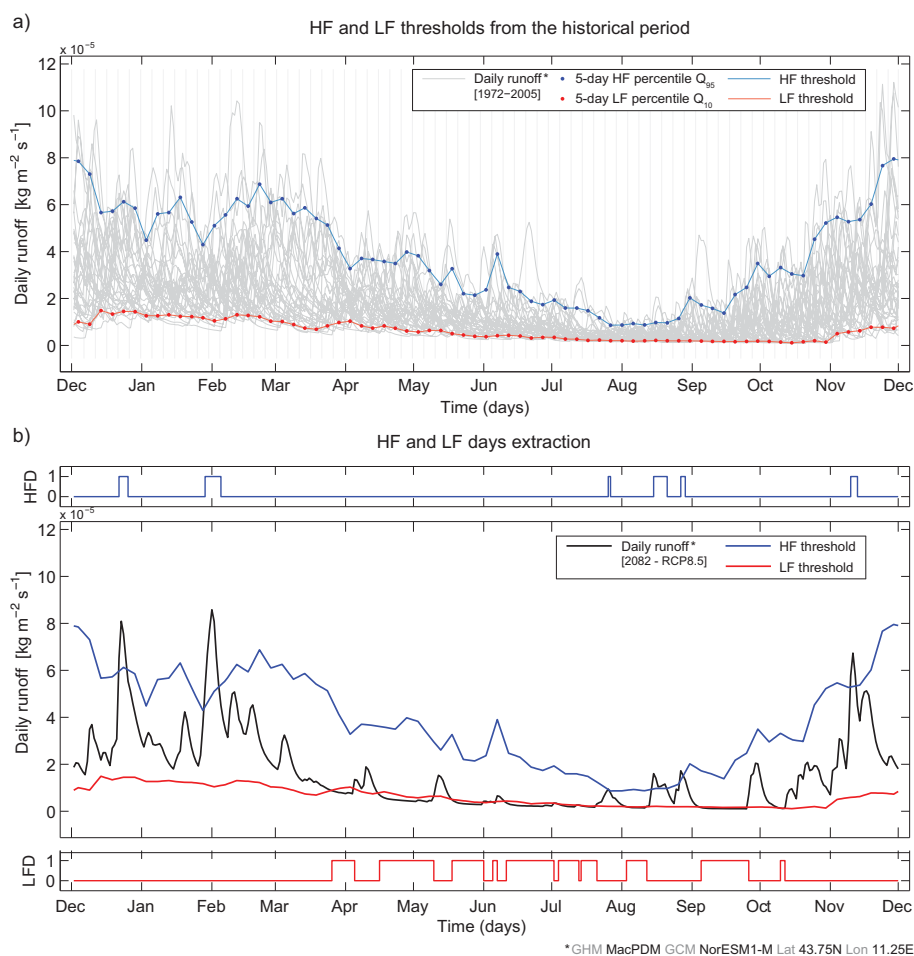 a)
HF and LF thresholds from the historical period
x 10⁻⁵
Daily runoff* [1972−2005]
5-day HF percentile Q₉₅
5-day LF percentile Q₁₀
HF threshold
LF threshold
12
10
8
6
4
2
0
Daily runoff [kg m⁻² s⁻¹]
Dec Jan Feb Mar Apr May Jun Jul Aug Sep Oct Nov Dec
Time (days)
b)
HF and LF days extraction
HFD
1
0
x 10⁻⁵
Daily runoff*
[2082 - RCP8.5]
HF threshold
LF threshold
12
10
8
6
4
2
0
Daily runoff [kg m⁻² s⁻¹]
LFD
1
0
Dec Jan Feb Mar Apr May Jun Jul Aug Sep Oct Nov Dec
Time (days)
*GHM MacPDM GCM NorESM1-M Lat 43.75N Lon 11.25E